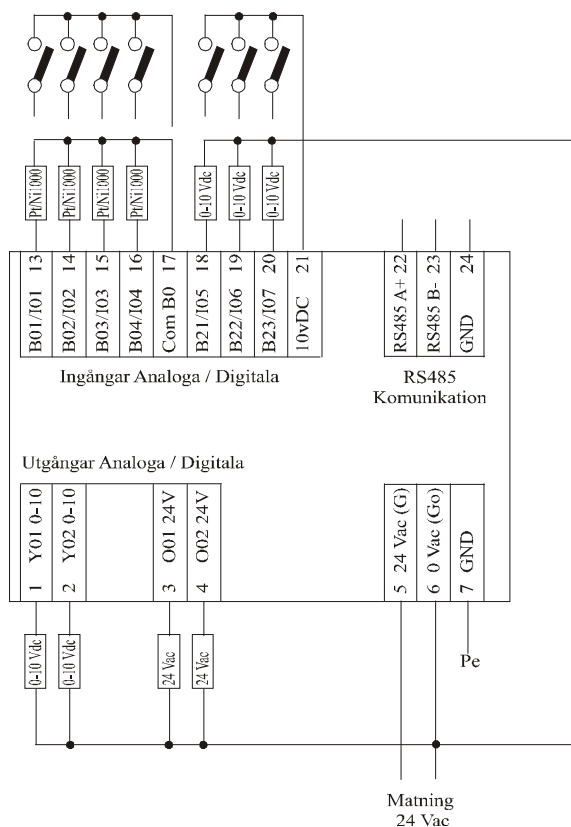 Pt/Ni1000
Pt/Ni1000
Pt/Ni1000
Pt/Ni1000
0-10 Vdc
0-10 Vdc
0-10 Vdc
B01/I01 13
B02/I02 14
B03/I03 15
B04/I04 16
Com B0 17
B21/I05 18
B22/I06 19
B23/I07 20
10vDC 21
RS485 A+ 22
RS485 B- 23
GND 24
Ingångar Analoga / Digitala
RS485
Komunikation
Utgångar Analoga / Digitala
1 Y01 0-10
2 Y02 0-10
3 O01 24V
4 O02 24V
5 24 Vac (G)
6 0 Vac (Go)
7 GND
0-10 Vdc
0-10 Vdc
24 Vac
24 Vac
Pe
Matning
24 Vac